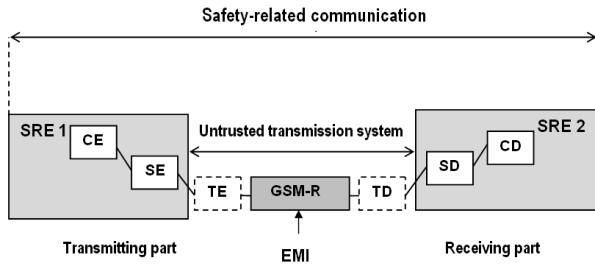 Safety-related communication
SRE 1
CE
SE
Untrusted transmission system
TE
GSM-R
TD
SRE 2
CD
SD
Transmitting part
EMI
Receiving part